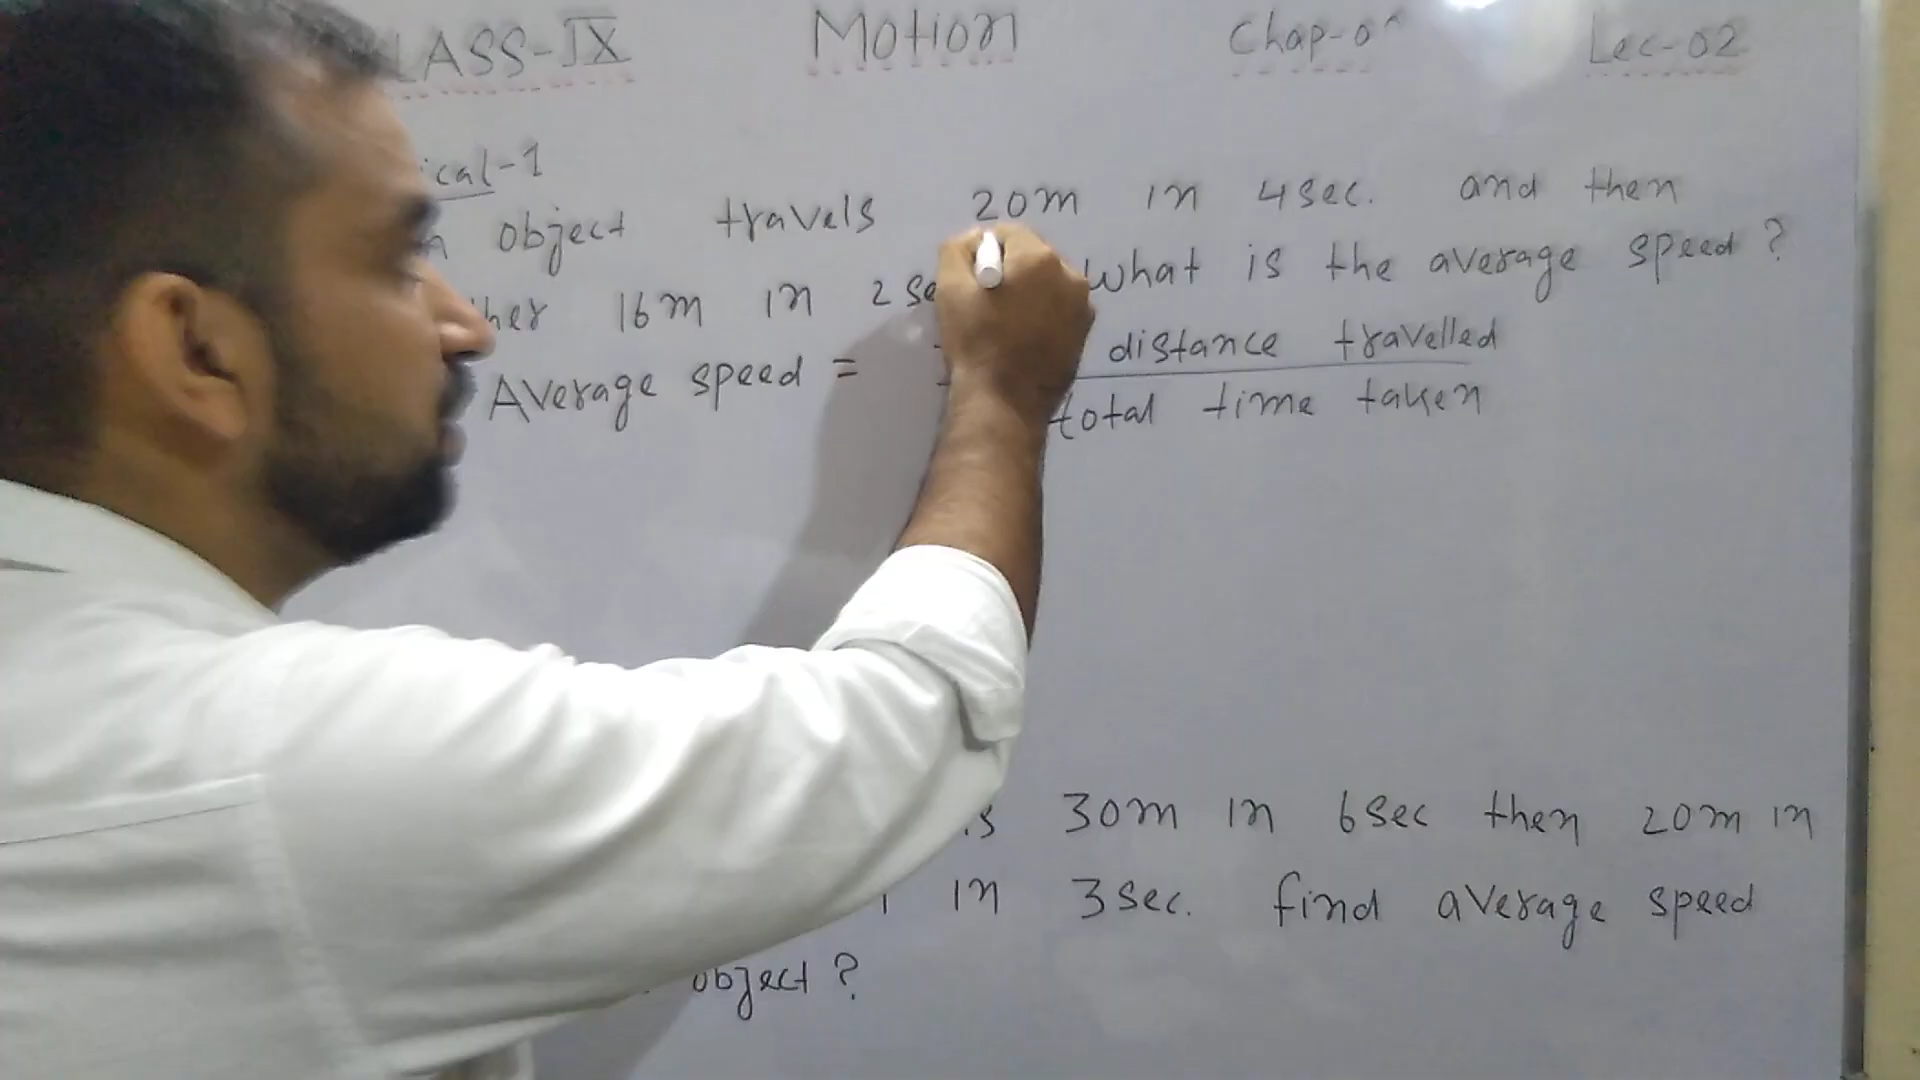 LASS-IX Motion Chap-0 Lec-02
ical-1
object travels 20m in 4sec. and then
her 16m in 2se what is the average speed?
Average speed = distance travelled
total time taken
30m in 6sec then 20m in
in 3sec. find average speed
object?